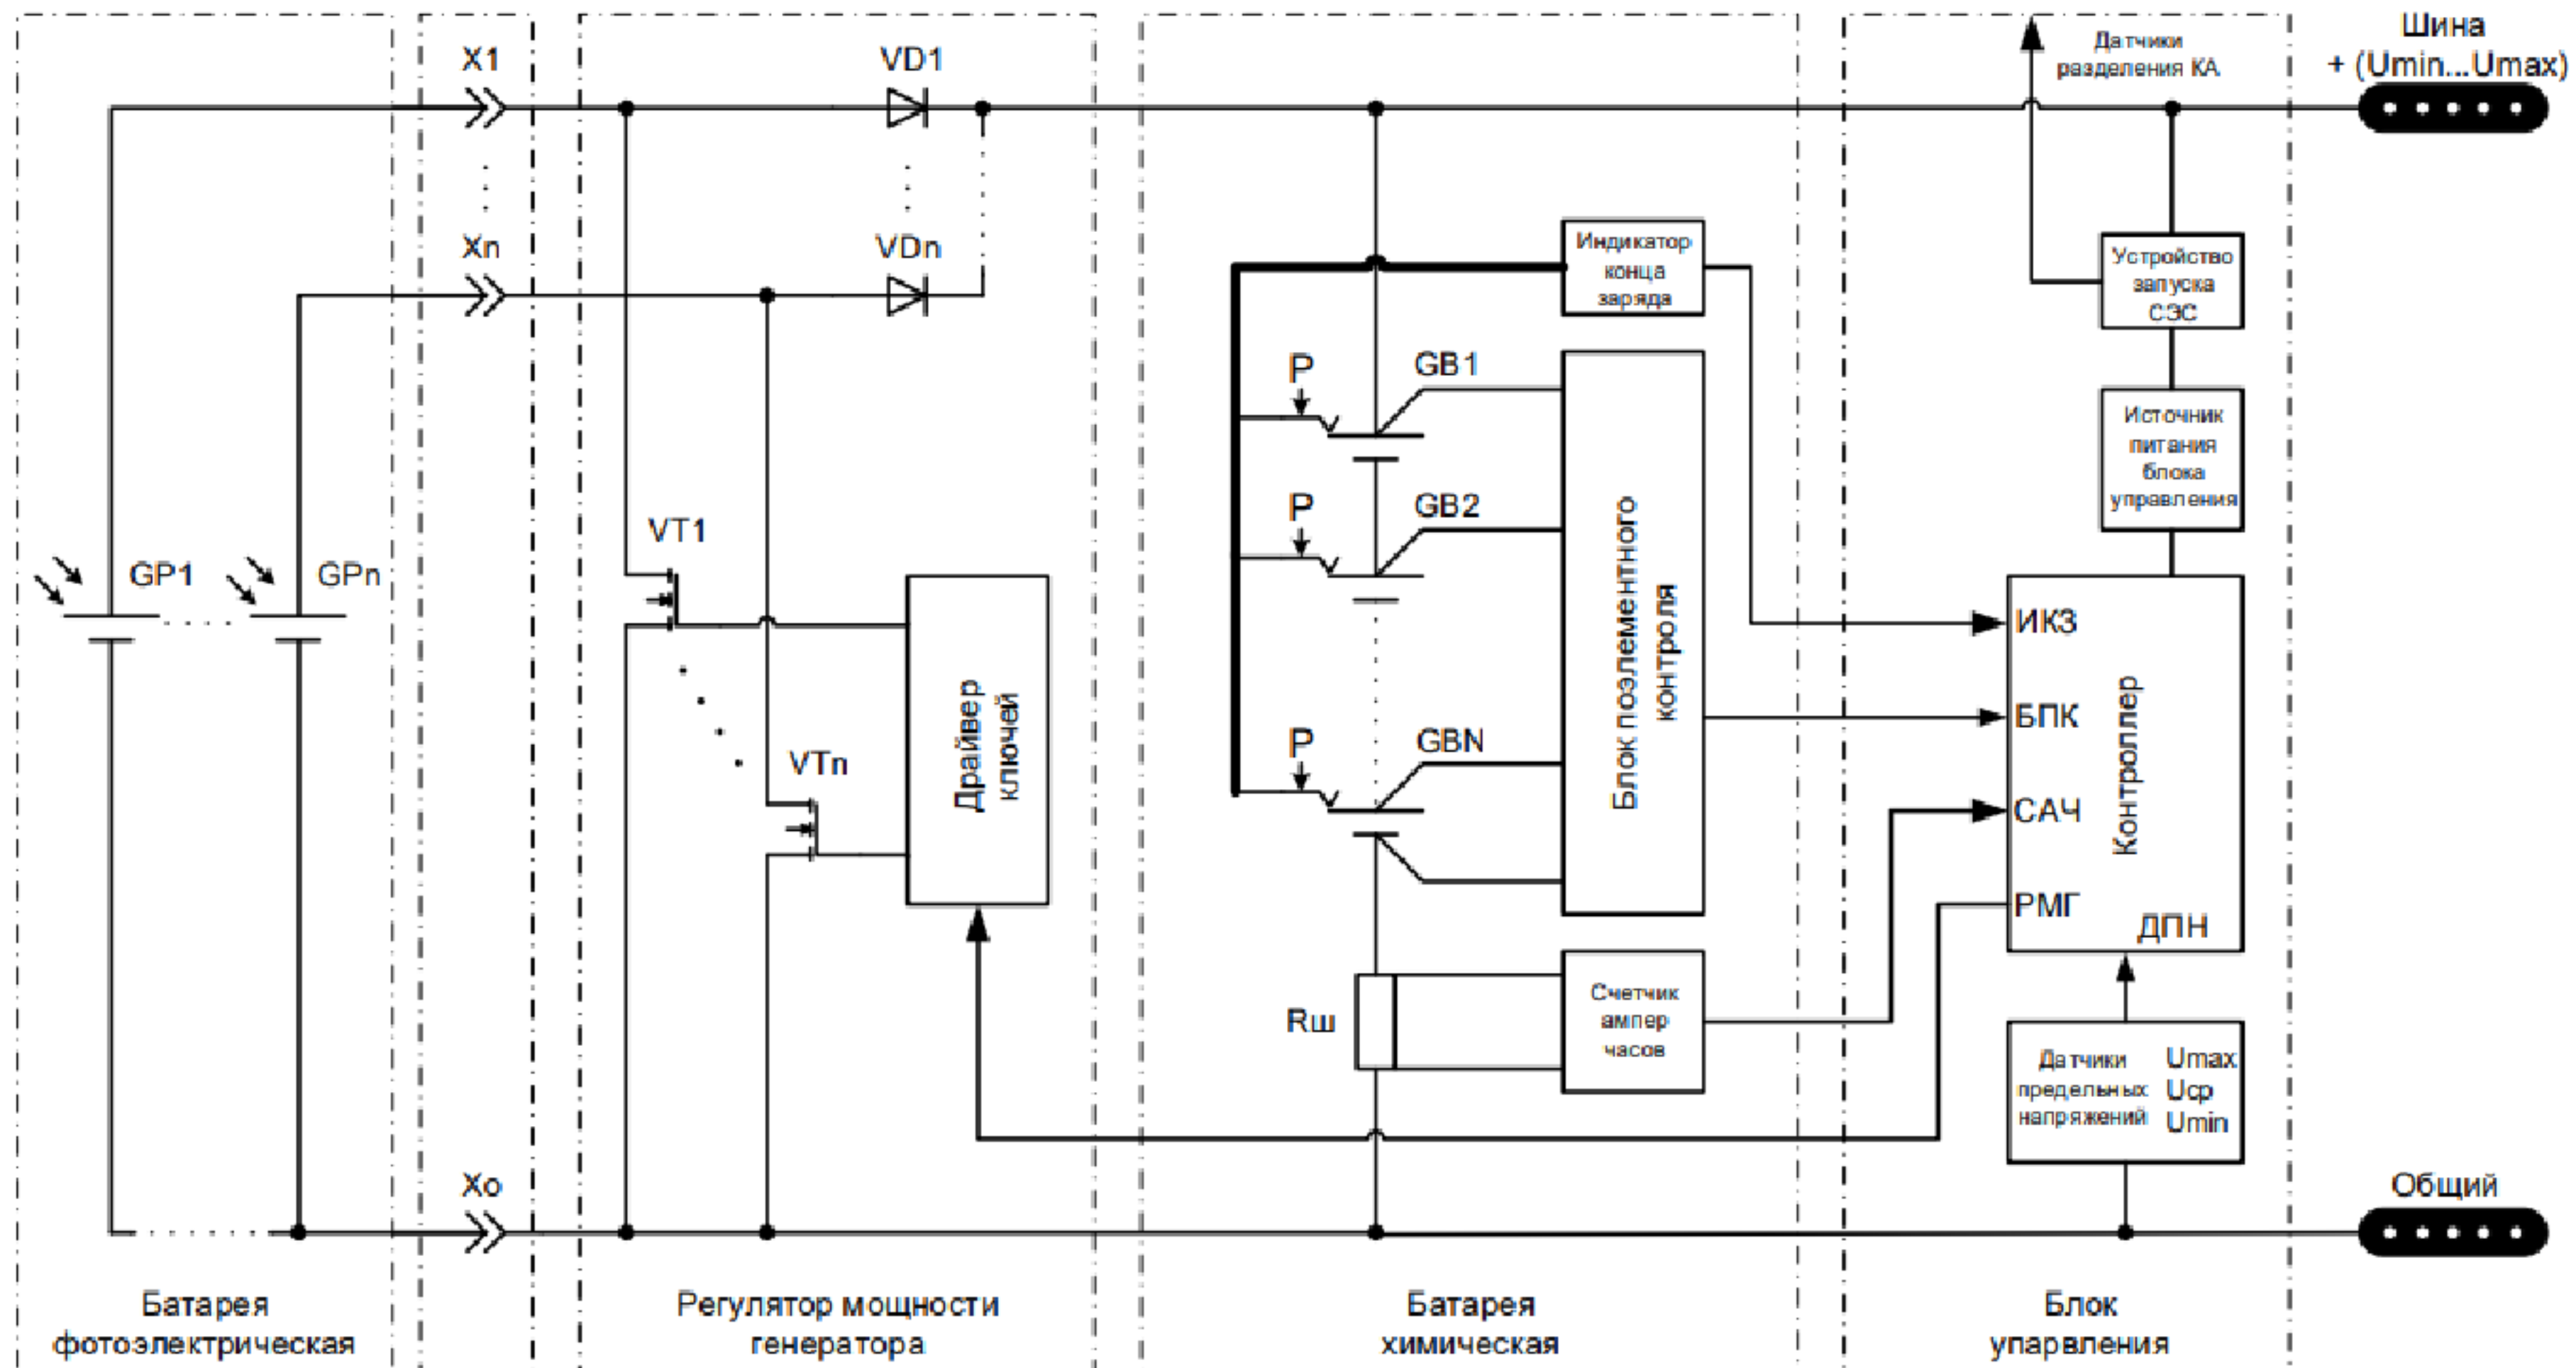 X1
VD1
Датчики
разделения КА
Шина
+ (Umin...Umax)
Xn
VDn
Индикатор
конца
заряда
Устройство
запуска
СЭС
P
GB1
Источник
питания
блока
управления
P
GB2
VT1
GP1
GPn
Блок поэлементного
контроля
Драйвер
ключей
ИКЗ
БПК
САЧ
РМГ
ДПН
Контроллер
VTn
P
GBN
Rш
Счетчик
ампер
часов
Датчики
предельных
напряжений
Umax
Uср
Umin
Xo
Общий
Батарея
фотоэлектрическая
Регулятор мощности
генератора
Батарея
химическая
Блок
упарвления